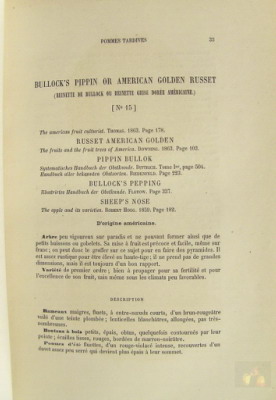 POMMES TARDIVES
33
BULLOCK'S PIPPIN OR AMERICAN GOLDEN RUSSET
(REINETTE DE BULLOCK OU REINETTE GRISE DORÉE AMÉRICAINE.)
[N° 15.]
The american fruit culturist. THOMAS. 1863. Page 178.
RUSSET AMERICAN GOLDEN
The fruits and the fruit trees of America. DOWNING. 1863. Page 103.
PIPPIN BULLOK
Systematisches Handbuch der Obstkunde. DITTRICH. Tome Ier, page 504.
Handbuch aller bekannten Obstsorten. BIEDENFELD. Page 223.
BULLOCK'S PEPPING
Illustrirtes Handbuch der Obstkunde. FLOTOW. Page 227.
SHEEP'S NOSE
The apple and its varieties. ROBERT HOGG. 1859. Page 182.
D'origine américaine.
Arbre peu vigoureux sur paradis et ne pouvant former ainsi que de
petits buissons ou gobelets. Sa mise à fruit est précoce et facile, même sur
franc; on peut donc le greffer sur ce sujet pour en faire des pyramides. Il
est assez rustique pour être élevé en haute-tige; il ne prend pas de grandes
dimensions, mais il est toujours d'un bon rapport.
Variété de premier ordre; bien à propager pour sa fertilité et pour
l'excellence de son fruit, sain même sous les climats peu favorables.
DESCRIPTION
Rameaux maigres, fluets, à entre-nœuds courts, d'un brun-rougeâtre
voilé d'une teinte plombée; lenticelles blanchâtres, allongées, pas très-
nombreuses.
Boutons à bois petits, épais, obtus, quelquefois contournés par leur
pointe; écailles brunes, rouges, bordées de marron-noirâtre.
Pousses d'été fluettes, d'un rouge-violacé intense, recouvertes d'un
duvet assez peu serré qui devient plus épais à leur sommet.